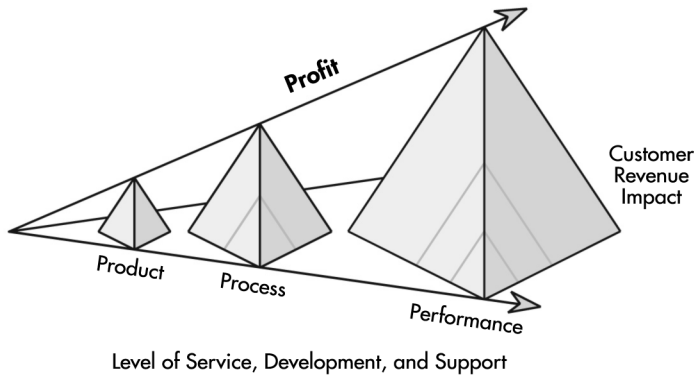 Profit
Customer
Revenue
Impact
Product
Process
Performance
Level of Service, Development, and Support